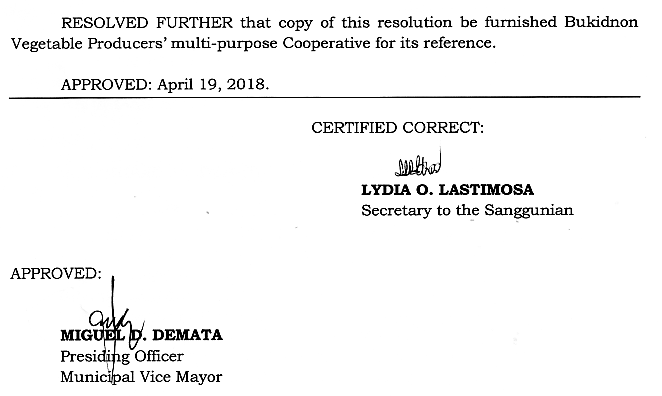 RESOLVED FURTHER that copy of this resolution be furnished Bukidnon
Vegetable Producers' multi-purpose Cooperative for its reference.
APPROVED: April 19, 2018.
CERTIFIED CORRECT:
LYDIA O. LASTIMOSA
Secretary to the Sanggunian
APPROVED:
MIGUEL D. DEMATA
Presiding Officer
Municipal Vice Mayor